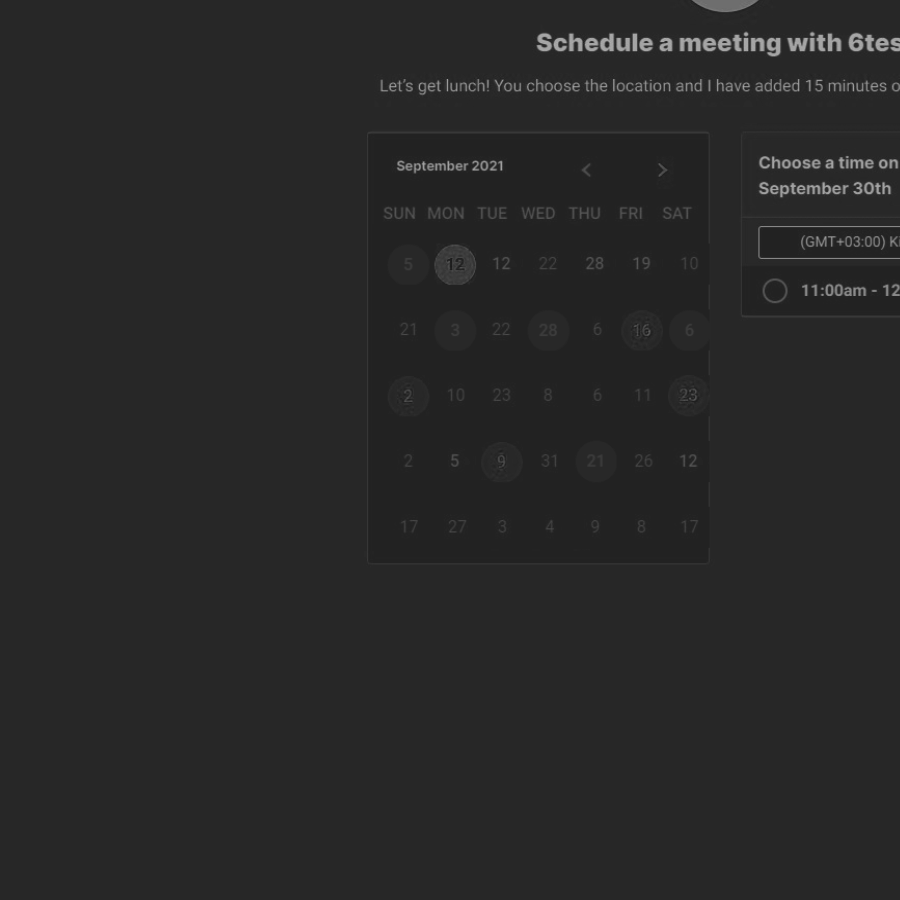 Schedule a meeting with 6tes
Let's get lunch! You choose the location and I have added 15 minutes o
September 2021
SUN MON TUE WED THU FRI SAT
5 12 12 22 28 19 10
21 3 22 28 6 16 6
2 10 23 8 6 11 23
2 5 9 31 21 26 12
17 27 3 4 9 8 17
Choose a time on
September 30th
(GMT+03:00) Ki
11:00am - 12